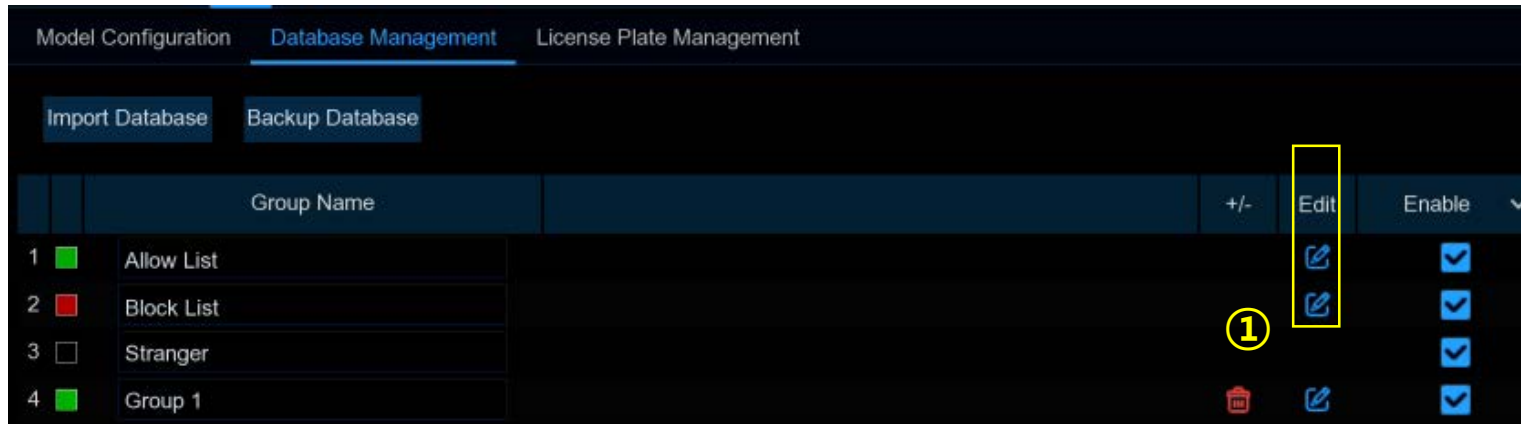 Model Configuration Database Management License Plate Management
Import Database Backup Database
Group Name +/- Edit Enable
1 Allow List
2 Block List
①
3 Stranger
4 Group 1